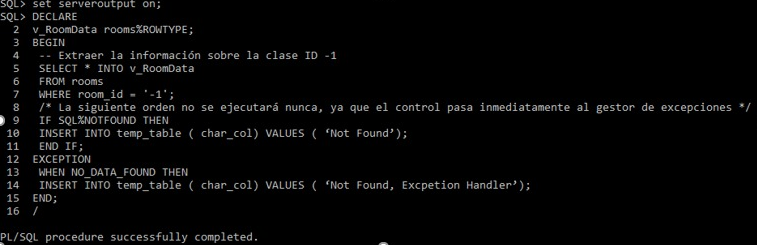 SQL> set serveroutput on;
SQL> DECLARE
2 v_RoomData rooms%ROWTYPE;
3 BEGIN
4 -- Extraer la información sobre la clase ID -1
5 SELECT * INTO v_RoomData
6 FROM rooms
7 WHERE room_id = '-1';
8 /* La siguiente orden no se ejecutará nunca, ya que el control pasa inmediatamente al gestor de excepciones */
9 IF SQL%NOTFOUND THEN
10 INSERT INTO temp_table ( char_col) VALUES ( ‘Not Found’);
11 END IF;
12 EXCEPTION
13 WHEN NO_DATA_FOUND THEN
14 INSERT INTO temp_table ( char_col) VALUES ( ‘Not Found, Excpetion Handler’);
15 END;
16 /
PL/SQL procedure successfully completed.